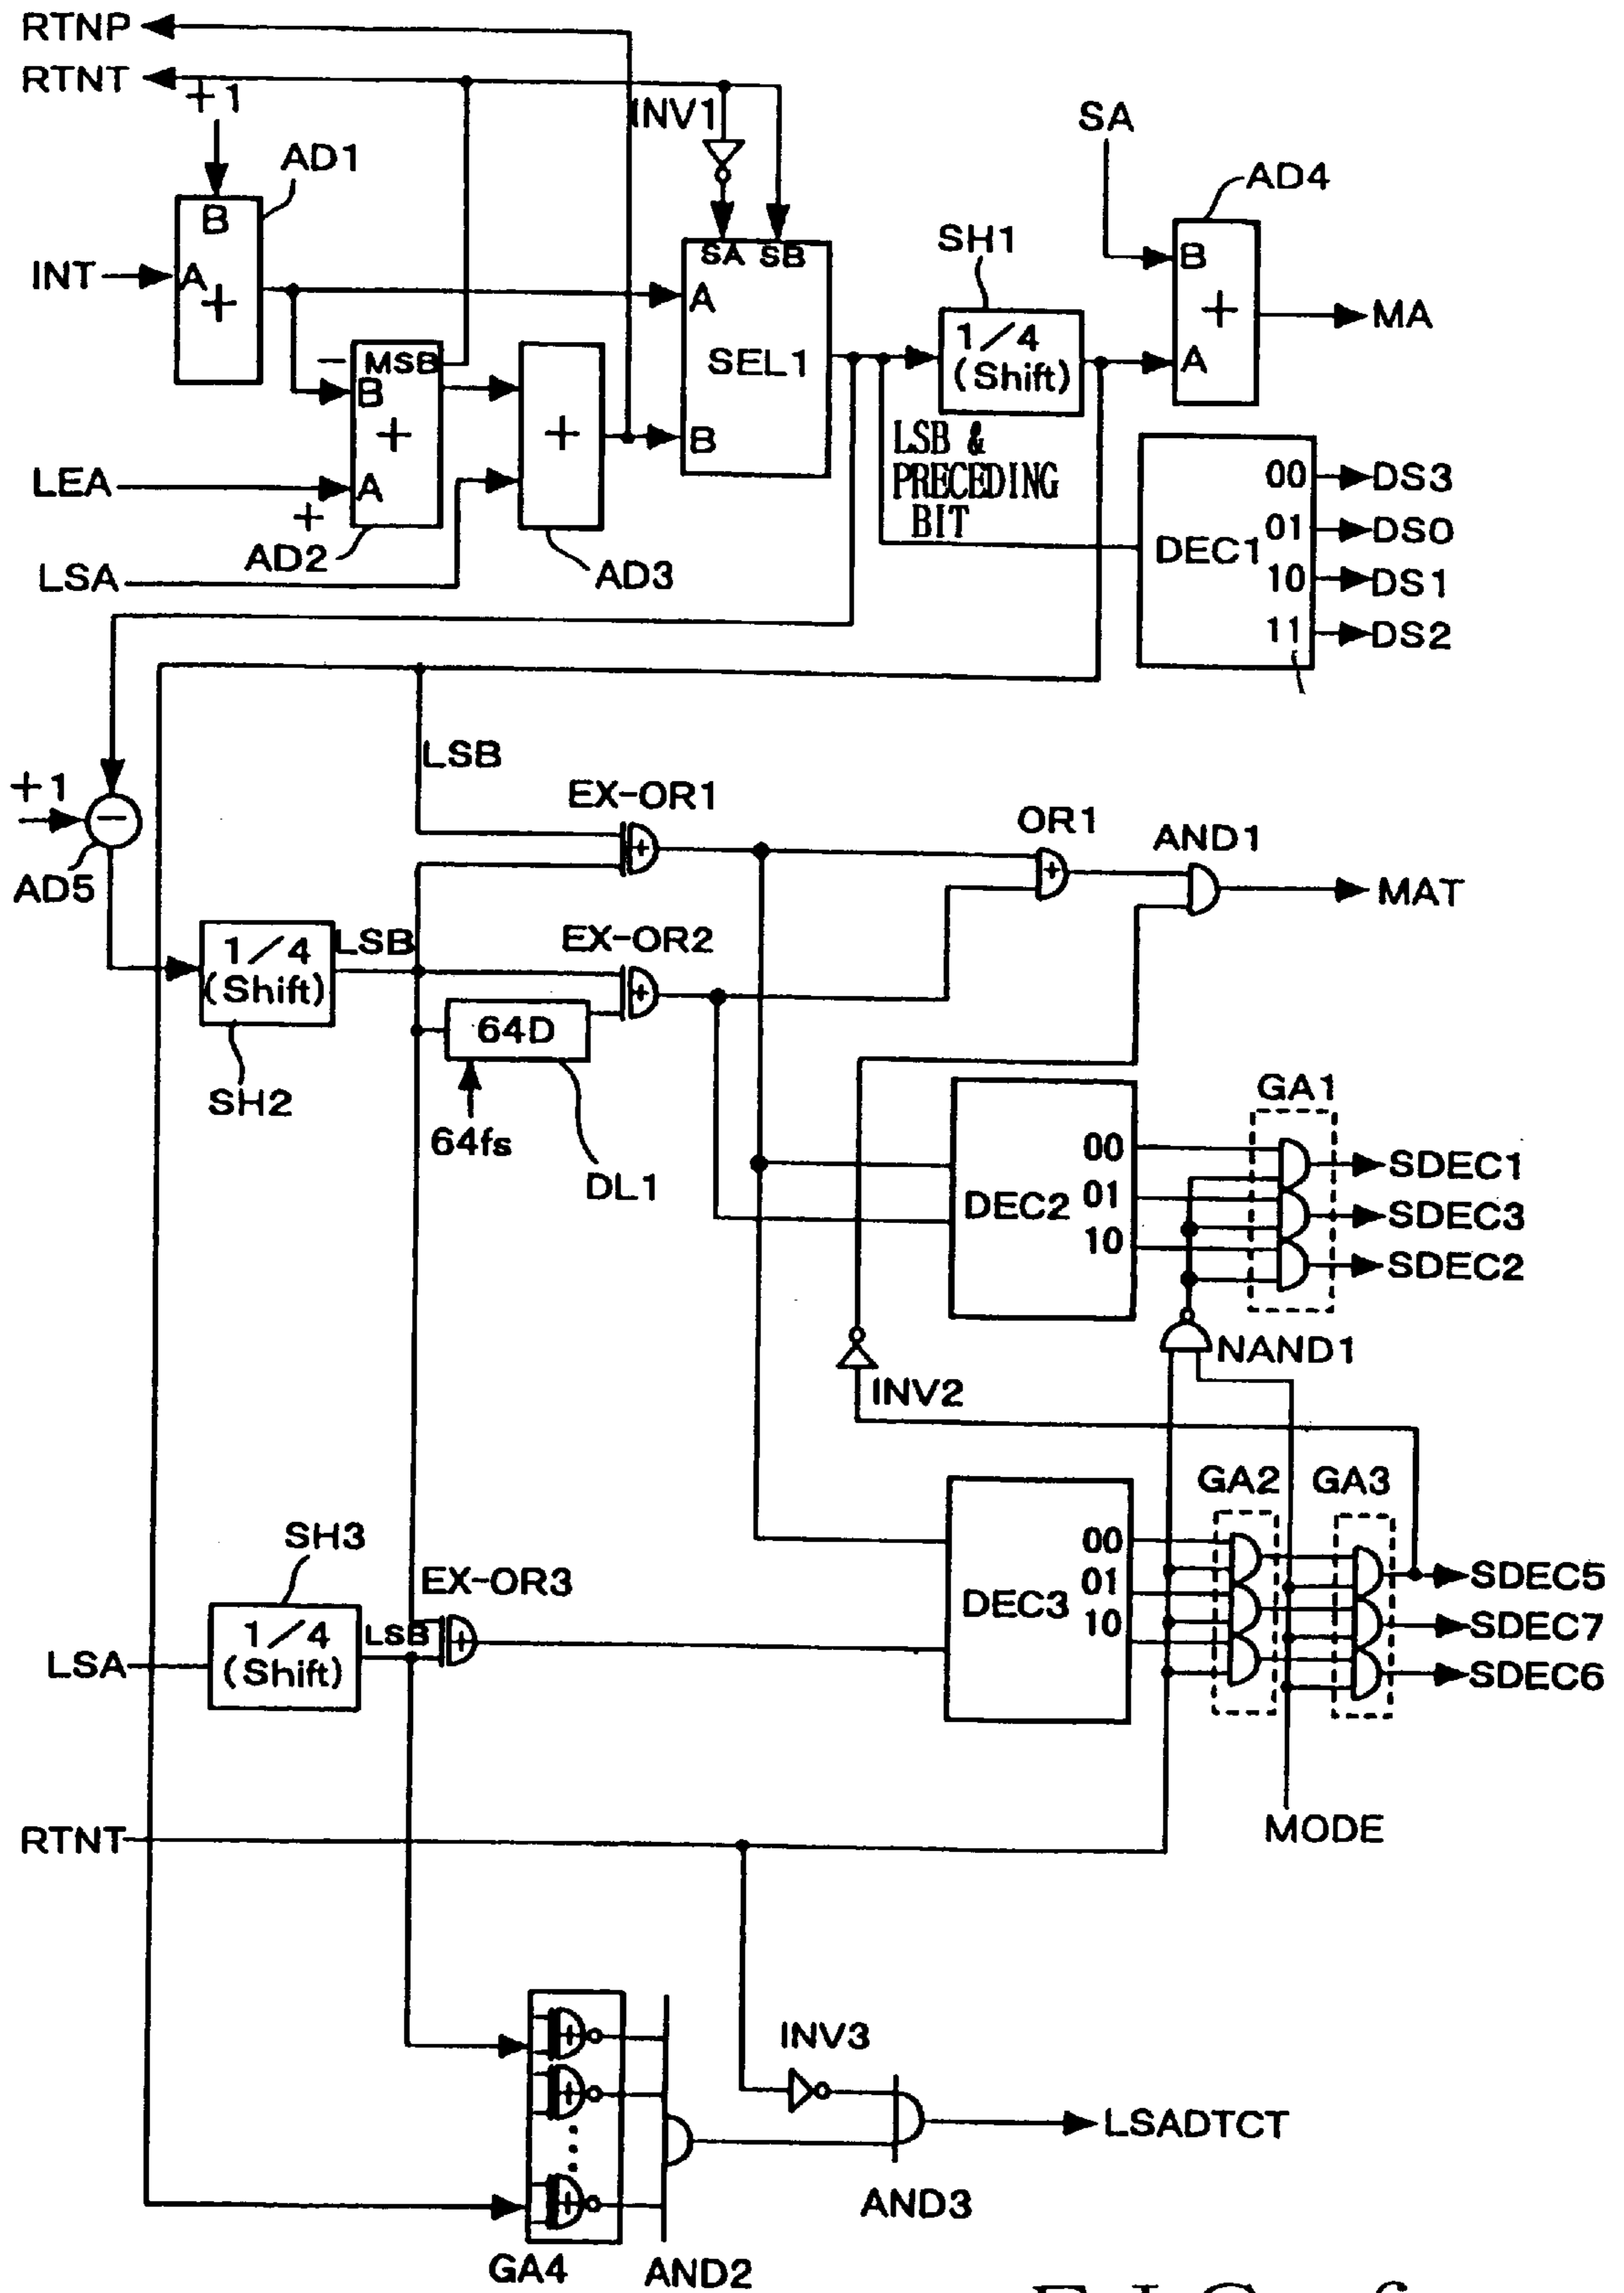 RTNP
RTNT
+1
INV1
SA
AD1
AD4
B
SA SB
SH1
B
INT
A
+
A
1/4
(Shift)
+
MA
- MSB
B
SEL1
A
+
+
B
LSB &
PRECEDING
BIT
LEA
A
+
00
DS3
01
DS0
DEC1
10
DS1
11
DS2
AD2
AD3
LSA
LSB
+1
-
AD5
EX-OR1
+
OR1
+
AND1
MAT
1/4
(Shift)
LSB
EX-OR2
+
64D
SH2
64fs
DL1
GA1
00
SDEC1
DEC2
01
SDEC3
10
SDEC2
NAND1
INV2
GA2
GA3
SH3
EX-OR3
00
SDEC5
DEC3
01
SDEC7
10
SDEC6
LSA
1/4
(Shift)
LSB
+
RTNT
MODE
+
+
+
INV3
LSADTCT
AND3
GA4
AND2